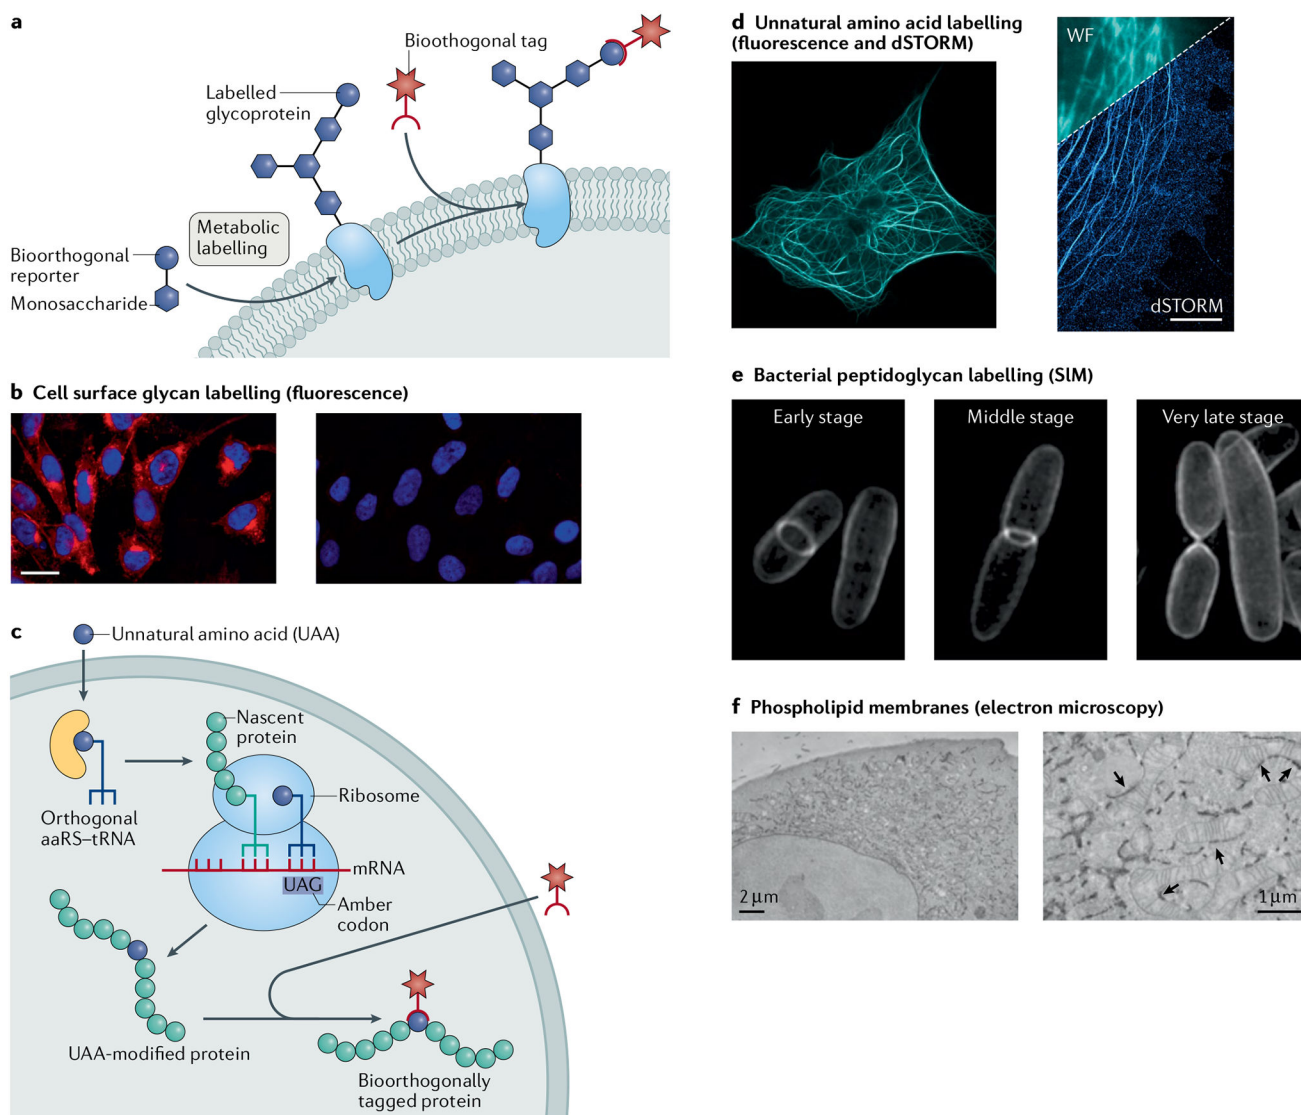 a
Bioothogonal tag
Labelled
glycoprotein
Metabolic
labelling
Bioorthogonal
reporter
Monosaccharide
b Cell surface glycan labelling (fluorescence)
c
Unnatural amino acid (UAA)
Nascent
protein
Ribosome
Orthogonal
aaRS–tRNA
mRNA
UAG
Amber
codon
UAA-modified protein
Bioorthogonally
tagged protein
d Unnatural amino acid labelling
(fluorescence and dSTORM)
WF
dSTORM
e Bacterial peptidoglycan labelling (SIM)
Early stage
Middle stage
Very late stage
f Phospholipid membranes (electron microscopy)
2 µm
1 µm